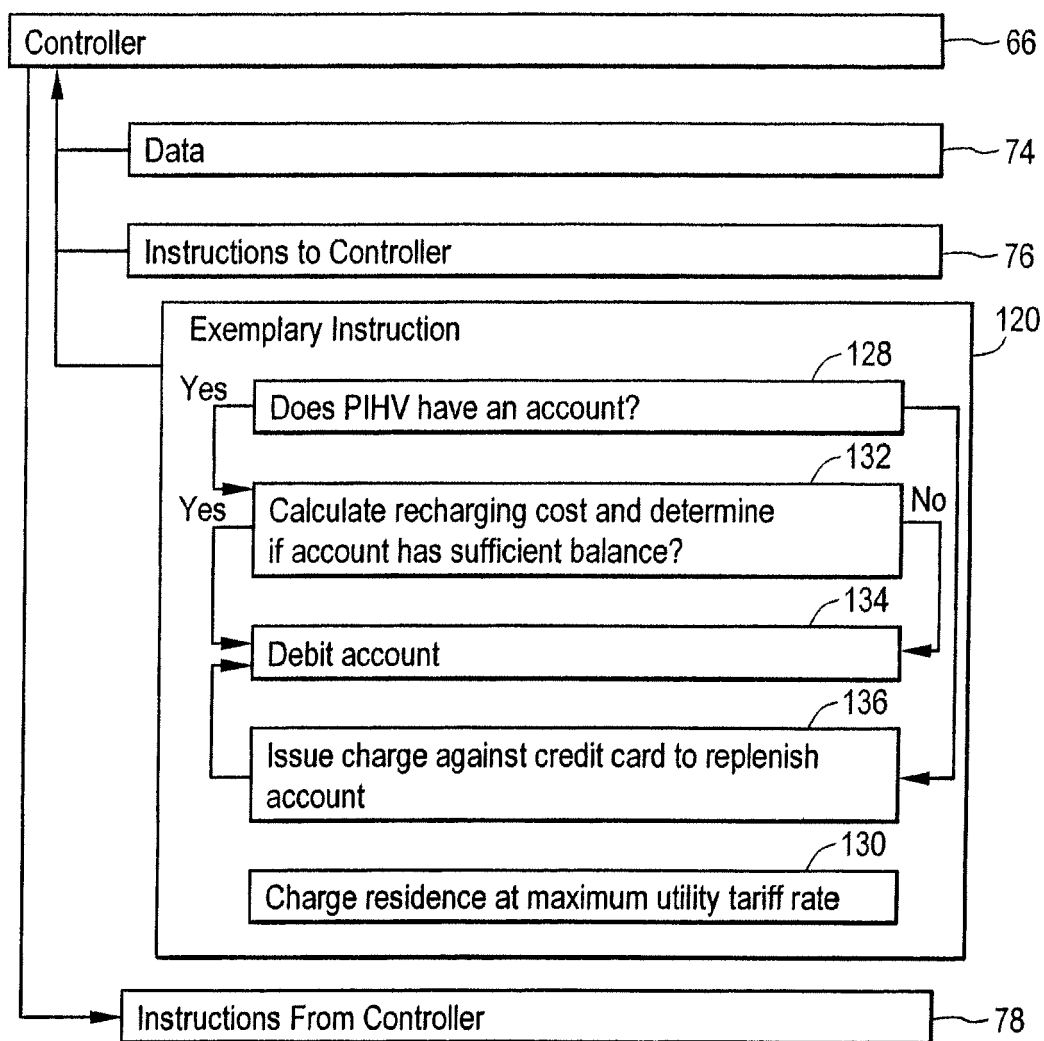 Controller
66
Data
74
Instructions to Controller
76
Exemplary Instruction
120
128
Yes
Does PIHV have an account?
132
Yes
Calculate recharging cost and determine
if account has sufficient balance?
No
134
Debit account
136
Issue charge against credit card to replenish
account
130
Charge residence at maximum utility tariff rate
Instructions From Controller
78